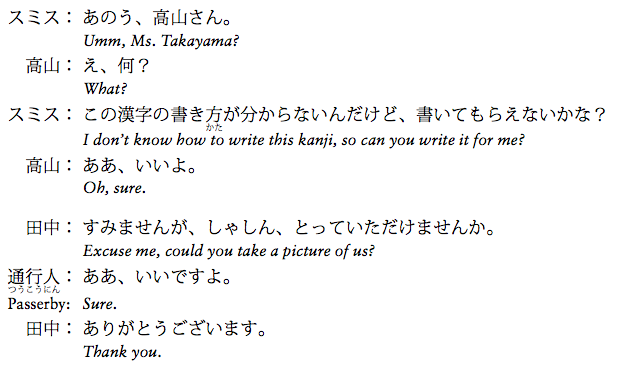 スミス： あのう、高山さん。
Umm, Ms. Takayama?
高山： え、何？
What?
スミス： この漢字の書き方が分からないんだけど、書いてもらえないかな？
かた
I don't know how to write this kanji, so can you write it for me?
高山： ああ、いいよ。
Oh, sure.
田中： すみませんが、しゃしん、とっていただけませんか。
Excuse me, could you take a picture of us?
通行人： ああ、いいですよ。
つうこうにん
Passerby: Sure.
田中： ありがとうございます。
Thank you.